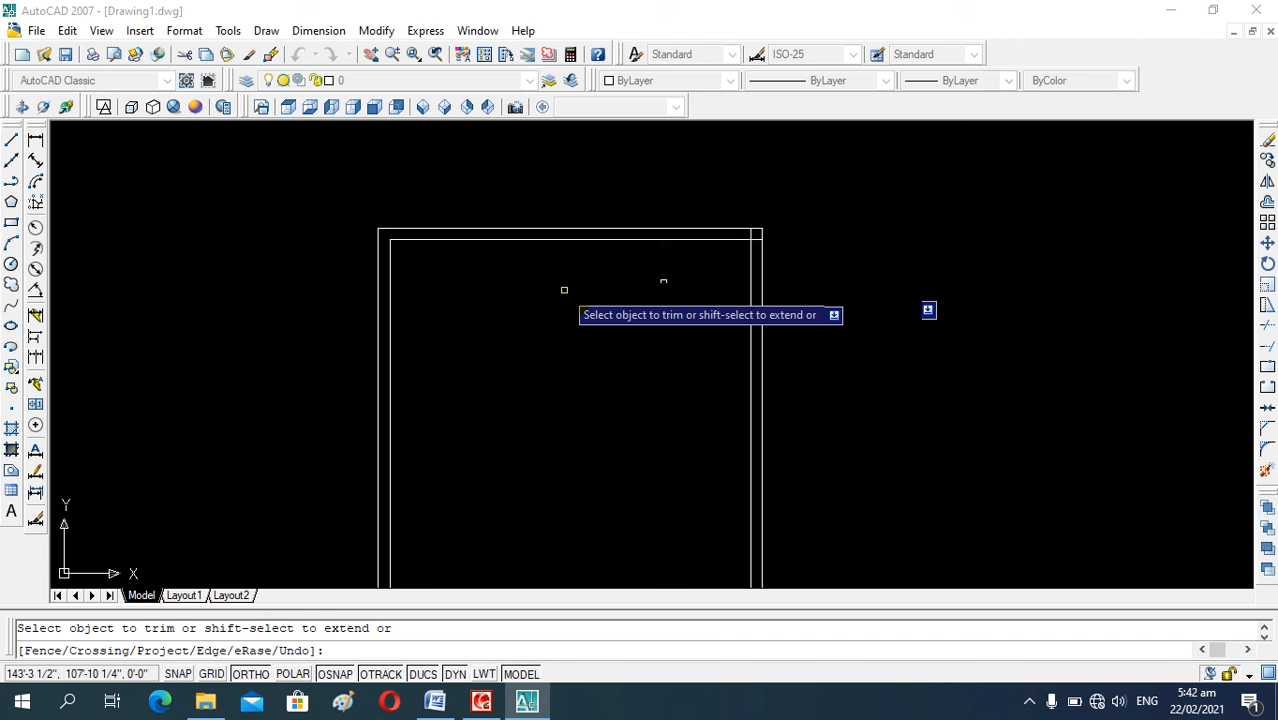 AutoCAD 2007 - [Drawing1.dwg]
File Edit View Insert Format Tools Draw Dimension Modify Express Window Help
Standard ISO-25 Standard
AutoCAD Classic 0 ByLayer ByLayer ByLayer ByColor
Select object to trim or shift-select to extend or
Y
X
Model Layout1 Layout2
Select object to trim or shift-select to extend or
[Fence/Crossing/Project/Edge/eRase/Undo]:
143'-3 1/2", 107'-10 1/4", 0'-0" SNAP GRID ORTHO POLAR OSNAP OTRACK DUCS DYN LWT MODEL
ENG 5:42 am
22/02/2021